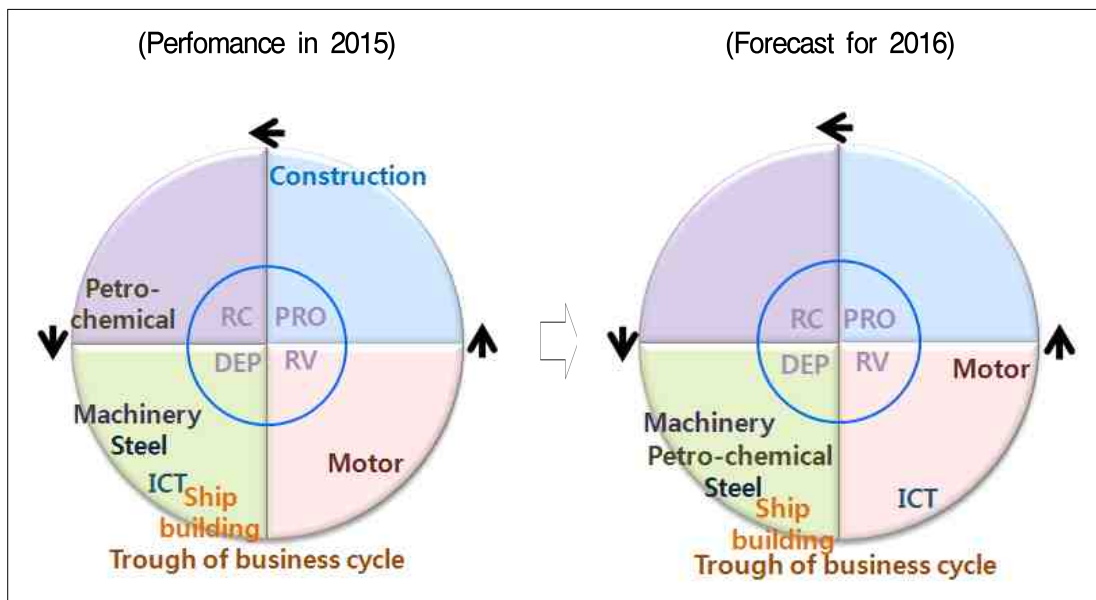 (Perfomance in 2015)
Construction
Petro-
chemical
RC
PRO
DEP
RV
Machinery
Steel
ICT
Ship
building
Motor
Trough of business cycle
(Forecast for 2016)
RC
PRO
DEP
RV
Motor
Machinery
Petro-chemical
Steel
Ship
building
ICT
Trough of business cycle